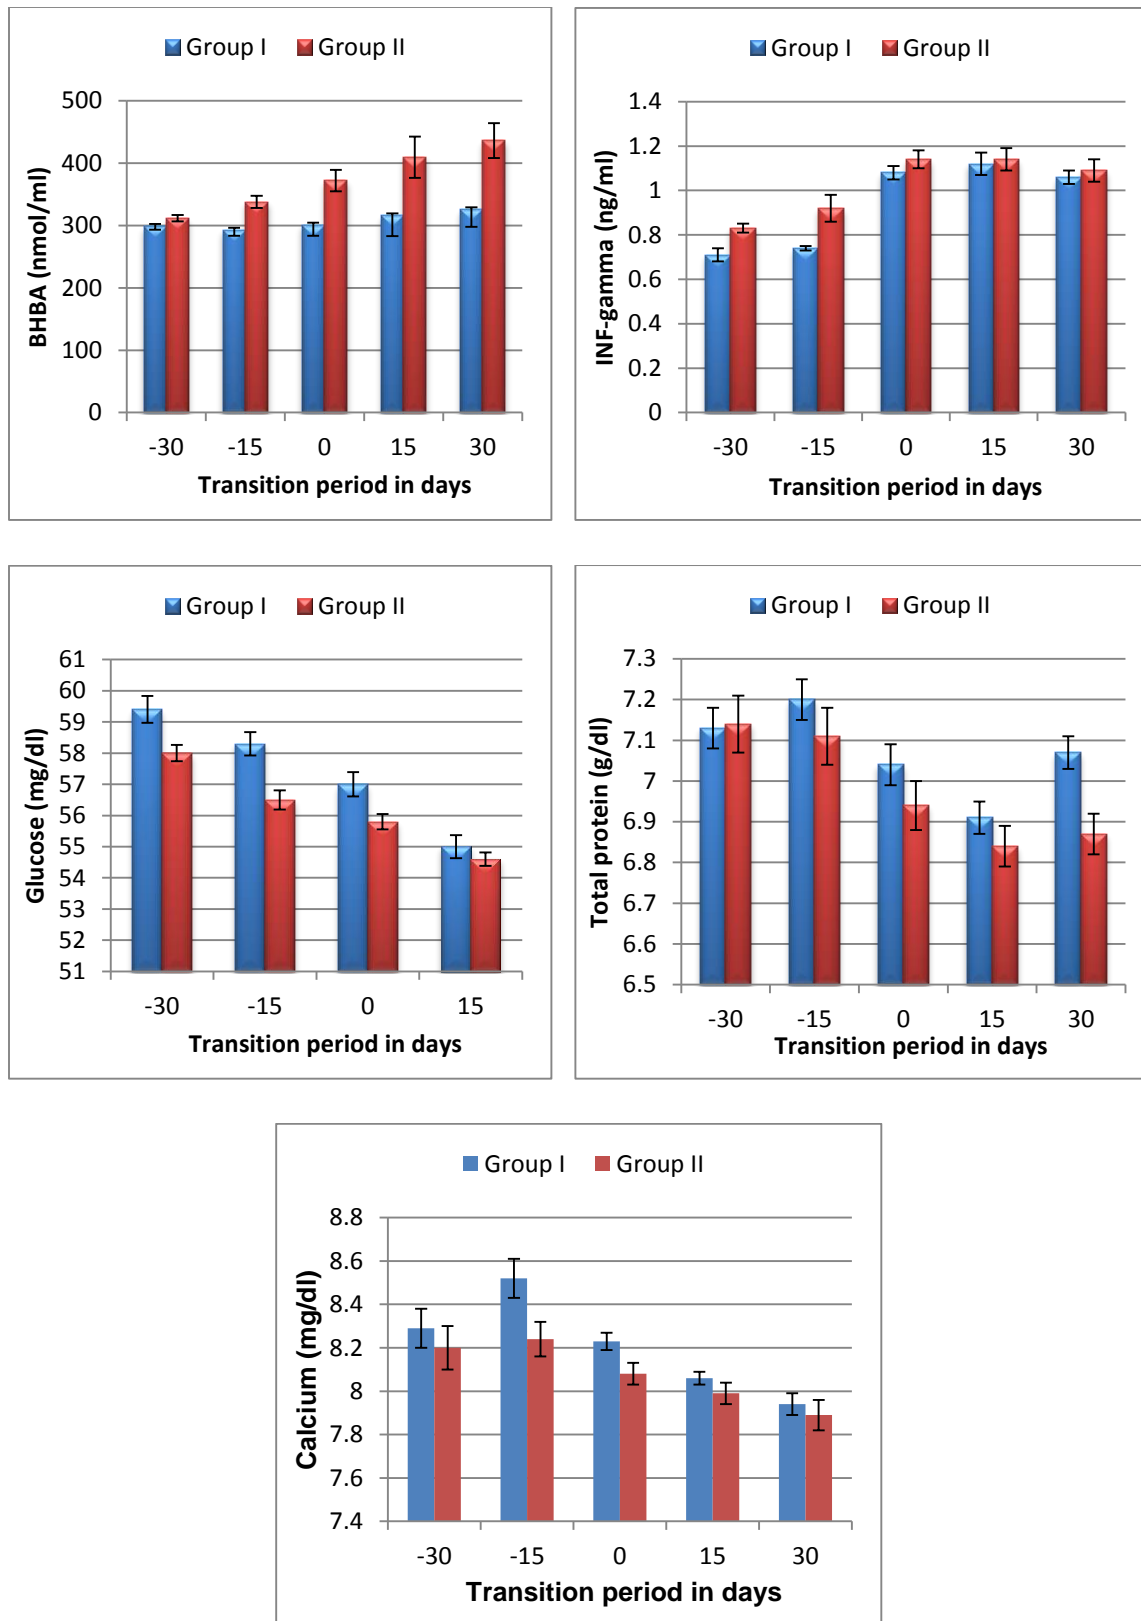 Group I Group II
BHBA (nmol/ml)
500
400
300
200
100
0
-30 -15 0 15 30
Transition period in days
Group I Group II
INF-gamma (ng/ml)
1.4
1.2
1
0.8
0.6
0.4
0.2
0
-30 -15 0 15 30
Transition period in days
Group I Group II
Glucose (mg/dl)
61
60
59
58
57
56
55
54
53
52
51
-30 -15 0 15
Transition period in days
Group I Group II
Total protein (g/dl)
7.3
7.2
7.1
7
6.9
6.8
6.7
6.6
6.5
-30 -15 0 15 30
Transition period in days
Group I Group II
Calcium (mg/dl)
8.8
8.6
8.4
8.2
8
7.8
7.6
7.4
-30 -15 0 15 30
Transition period in days